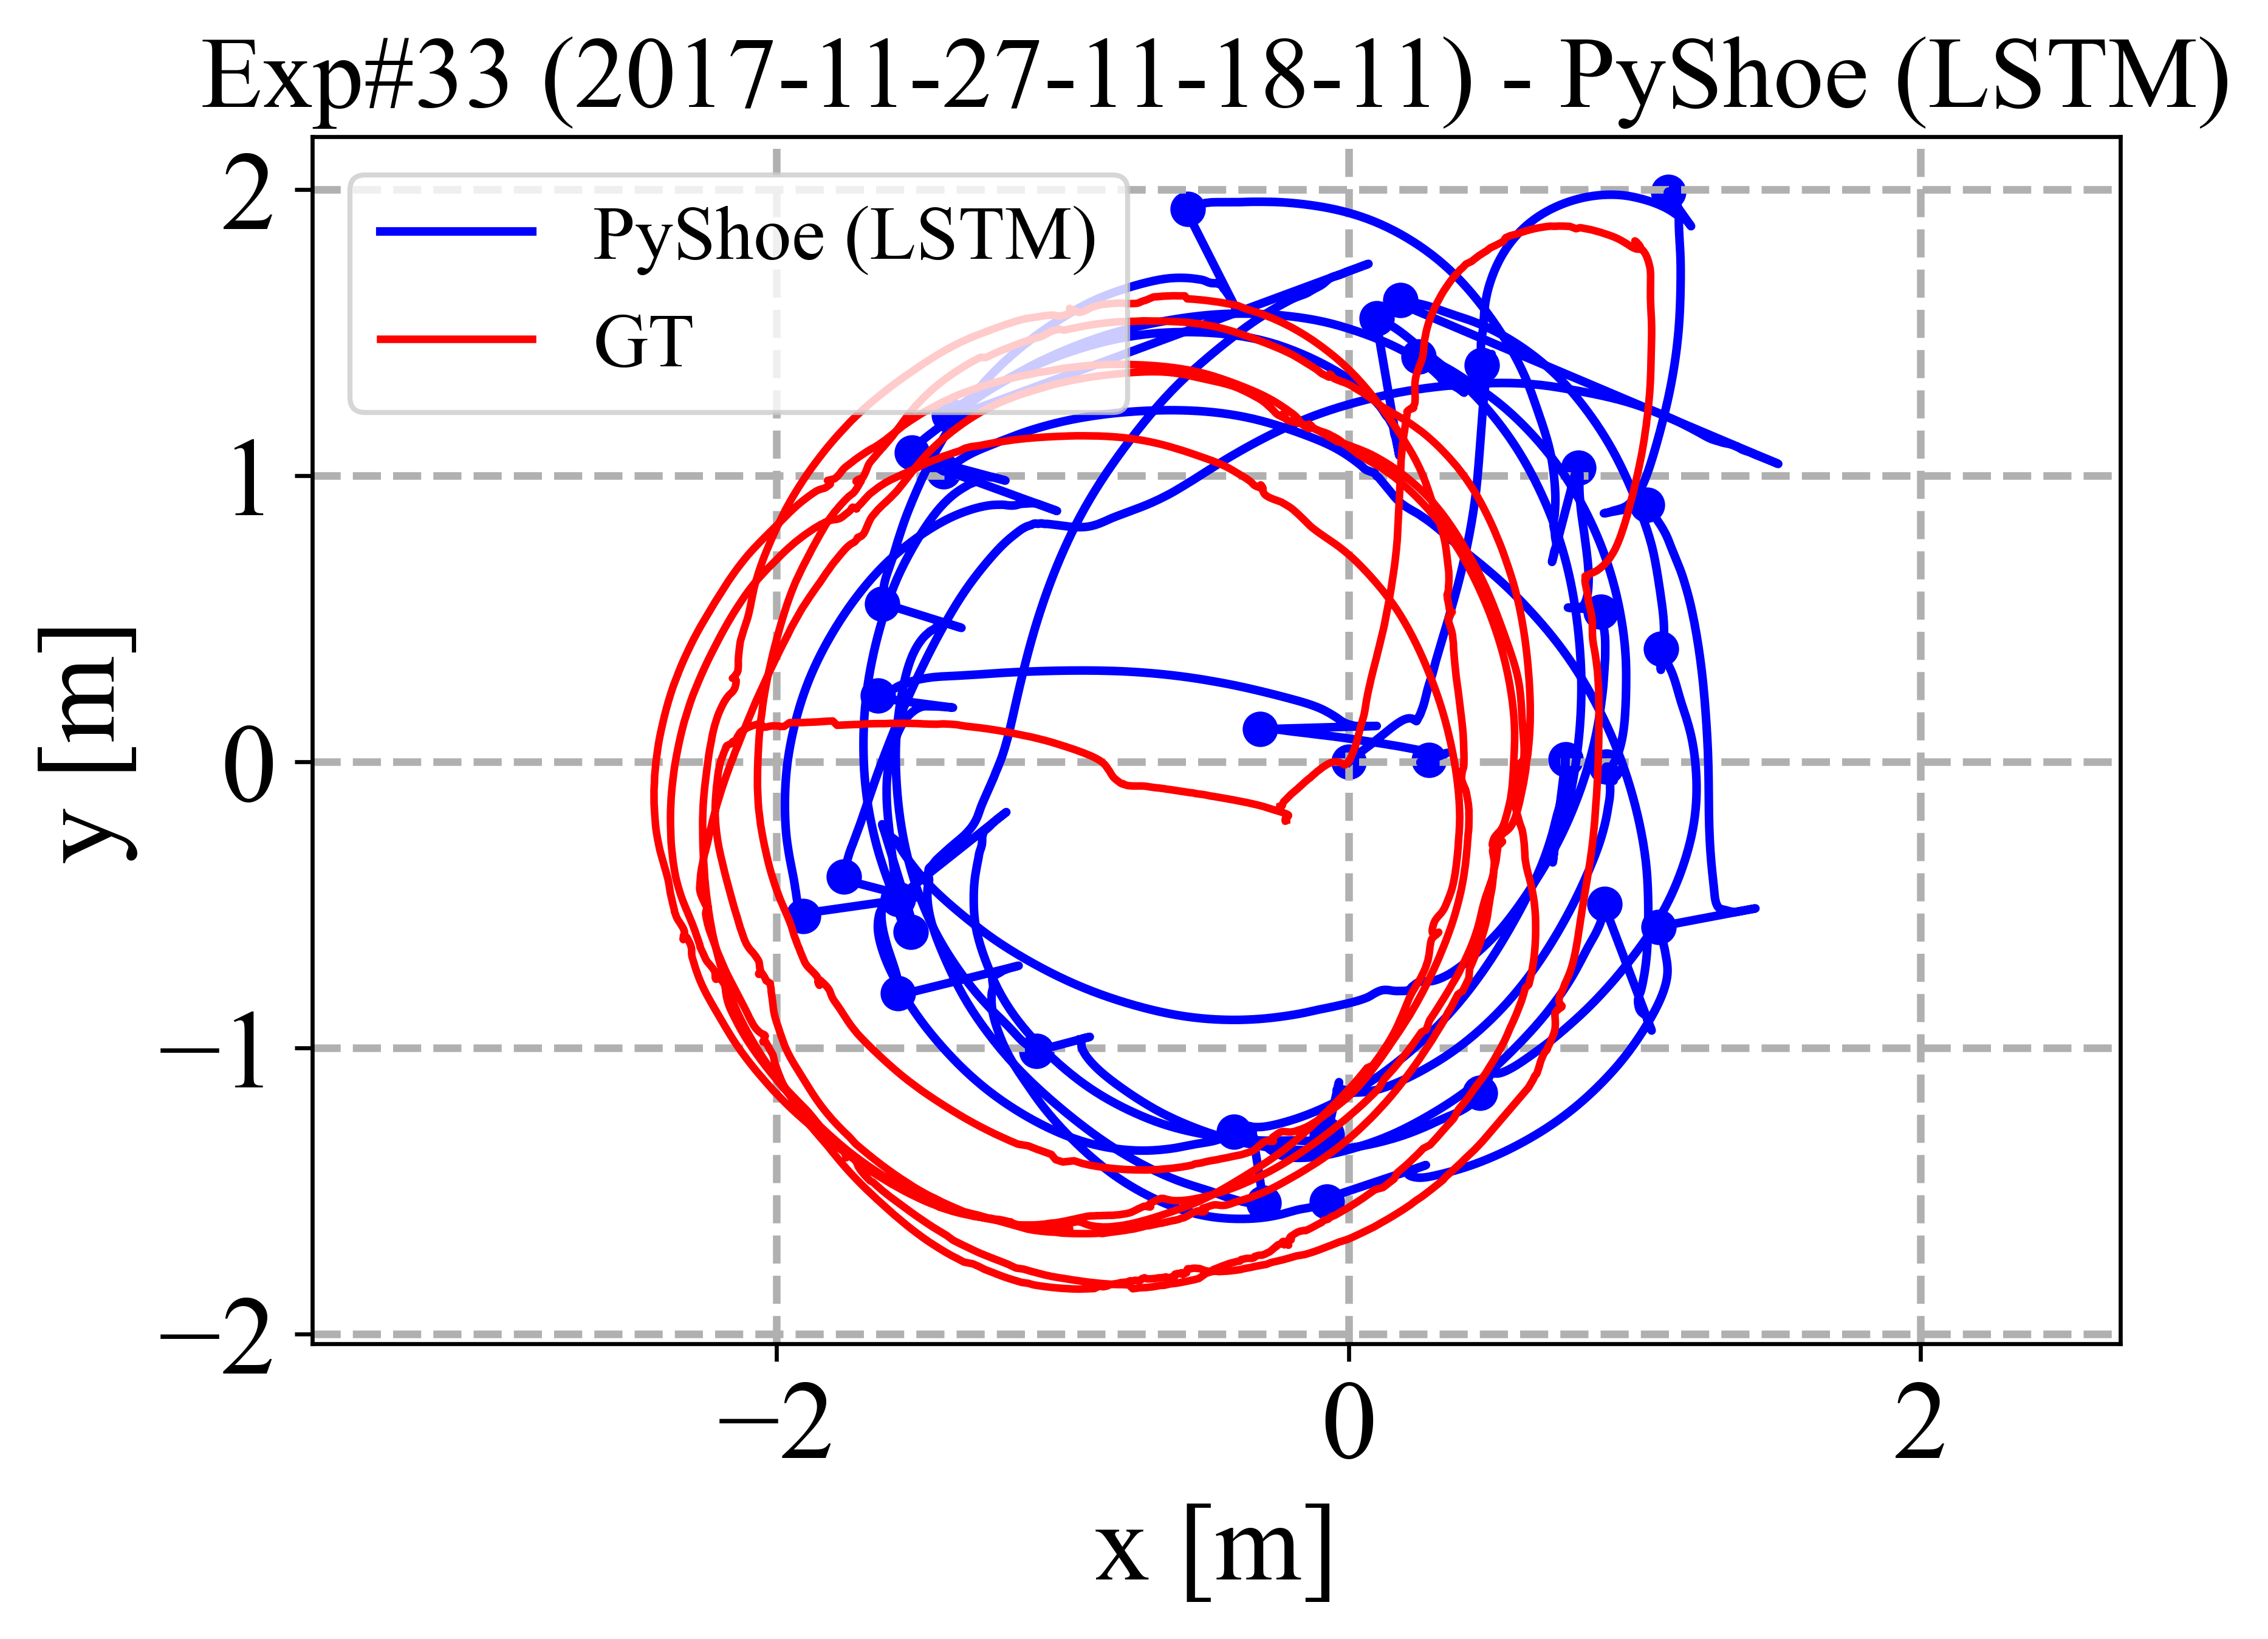 Exp#33 (2017-11-27-11-18-11) - PyShoe (LSTM)
PyShoe (LSTM)
GT
2
1
0
−1
−2
y [m]
−2 0 2
x [m]